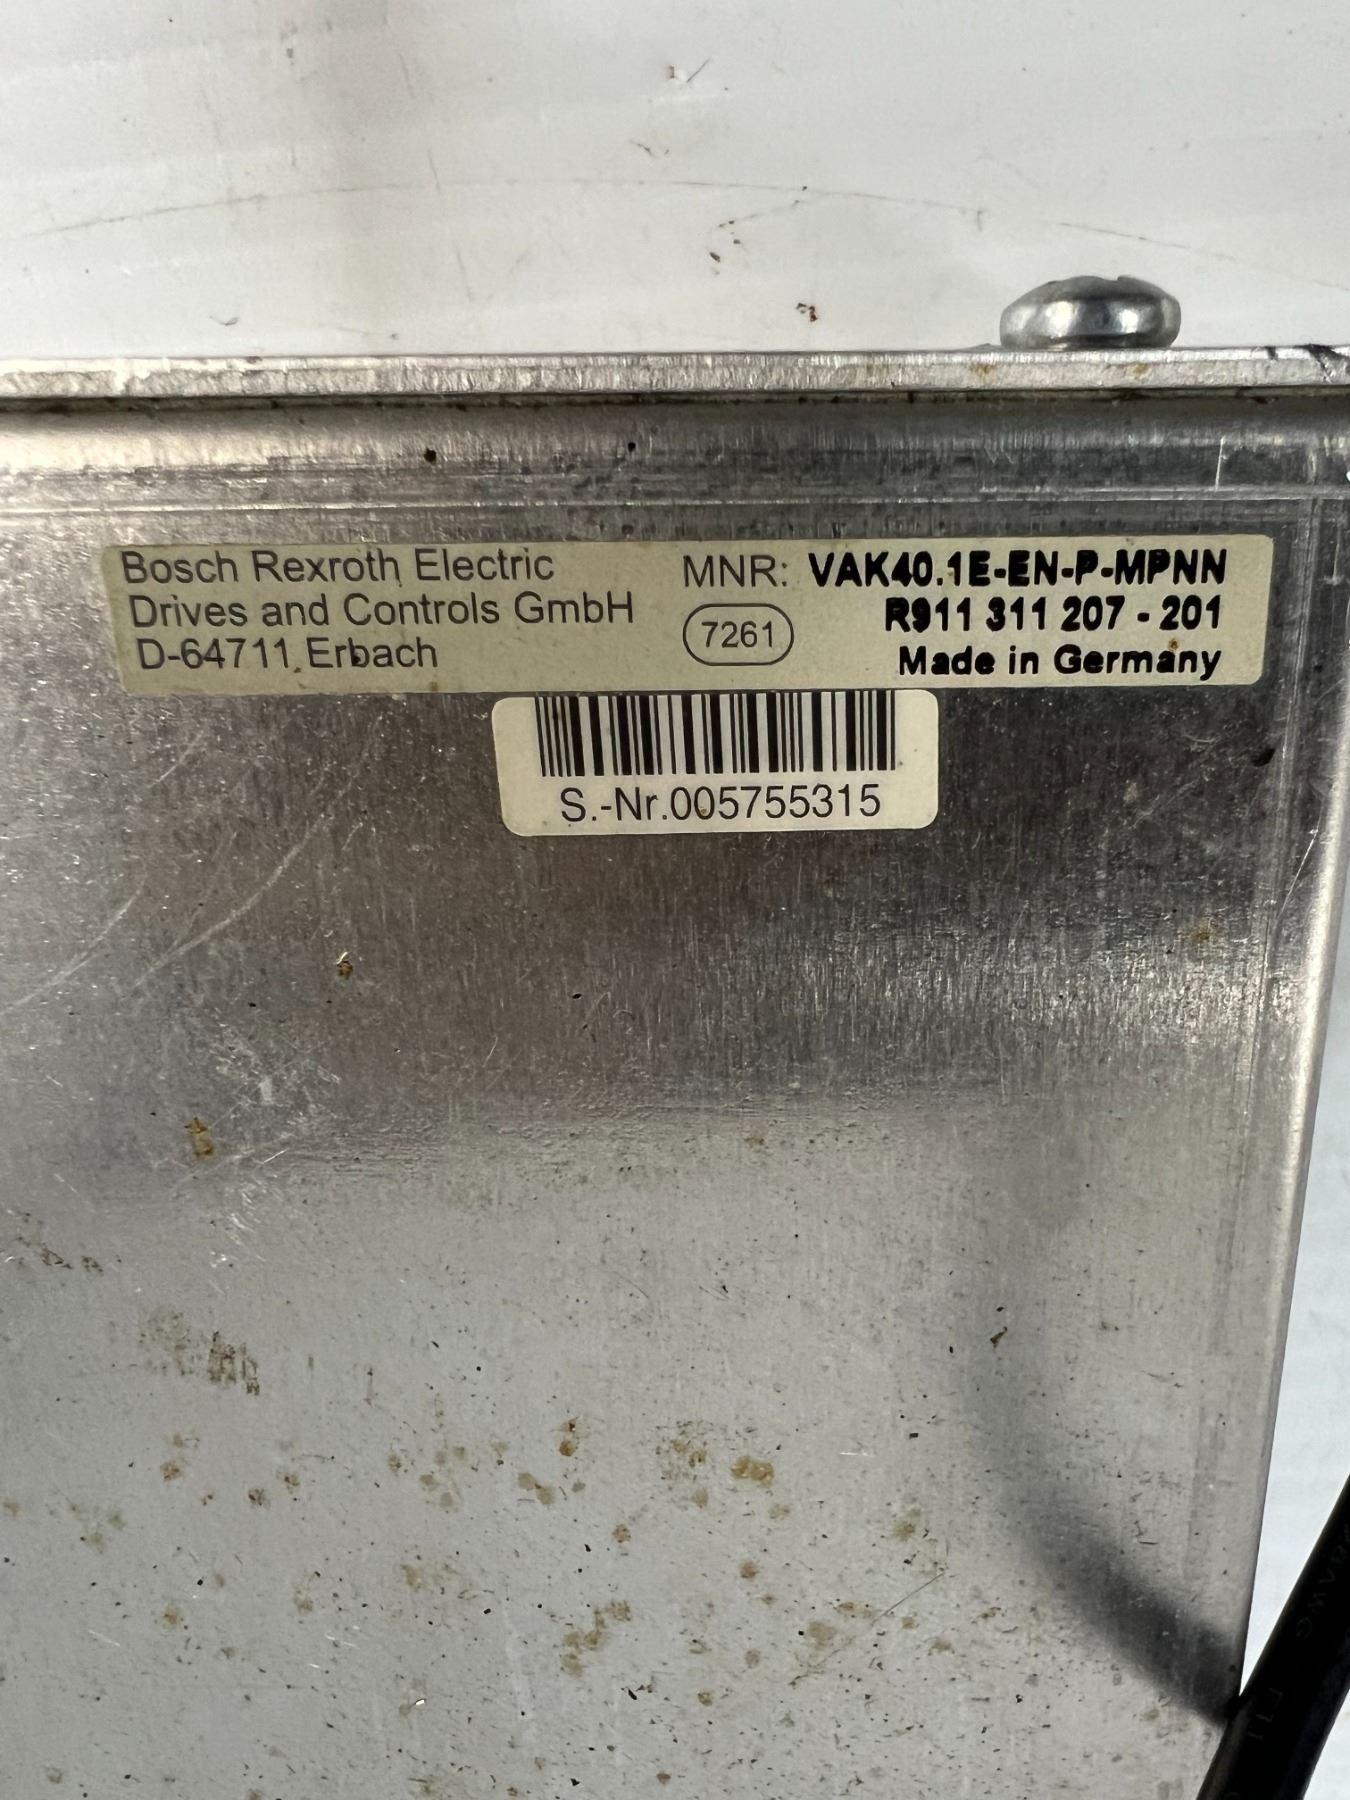 Bosch Rexroth Electric
Drives and Controls GmbH
D-64711 Erbach
MNR: VAK40.1E-EN-P-MPNN
7261
R911 311 207 - 201
Made in Germany
S.-Nr.005755315